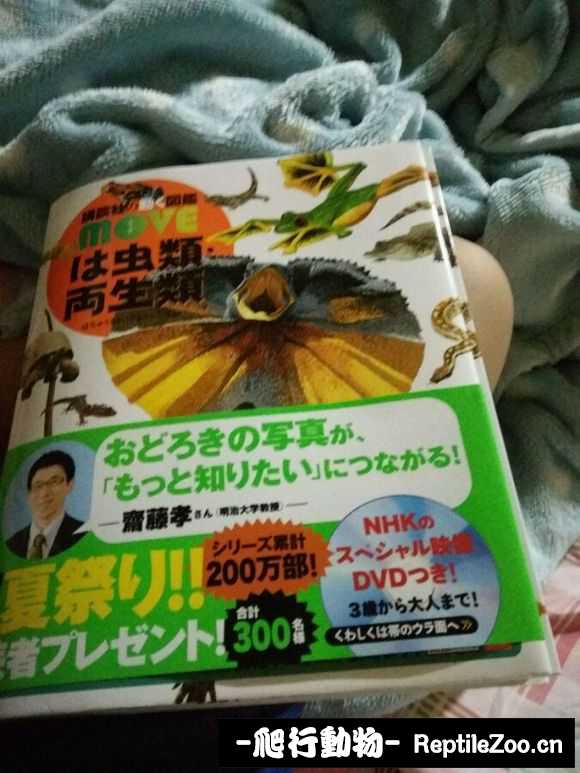 講談社の動く図鑑
MOVE
は虫類・
両生類
おどろきの写真が、
「もっと知りたい」につながる!
齋藤孝さん(明治大学教授)
夏祭り!!
者プレゼント!
シリーズ累計
200万部!
合計
300名様
NHKの
スペシャル映像
DVDつき!
3歳から大人まで!
くわしくは帯のウラ面へ
-爬行動物- ReptileZoo.cn